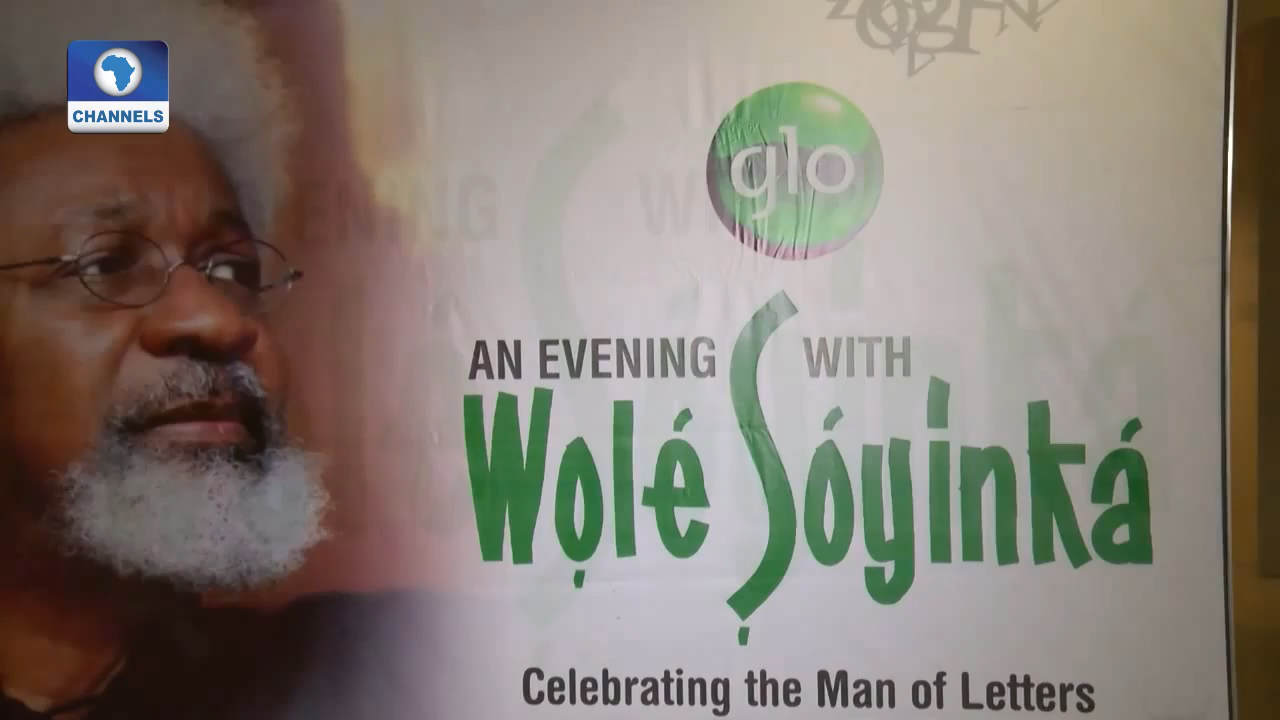 CHANNELS
glo
AN EVENING WITH
Wọlé Ṣóyinká
Celebrating the Man of Letters